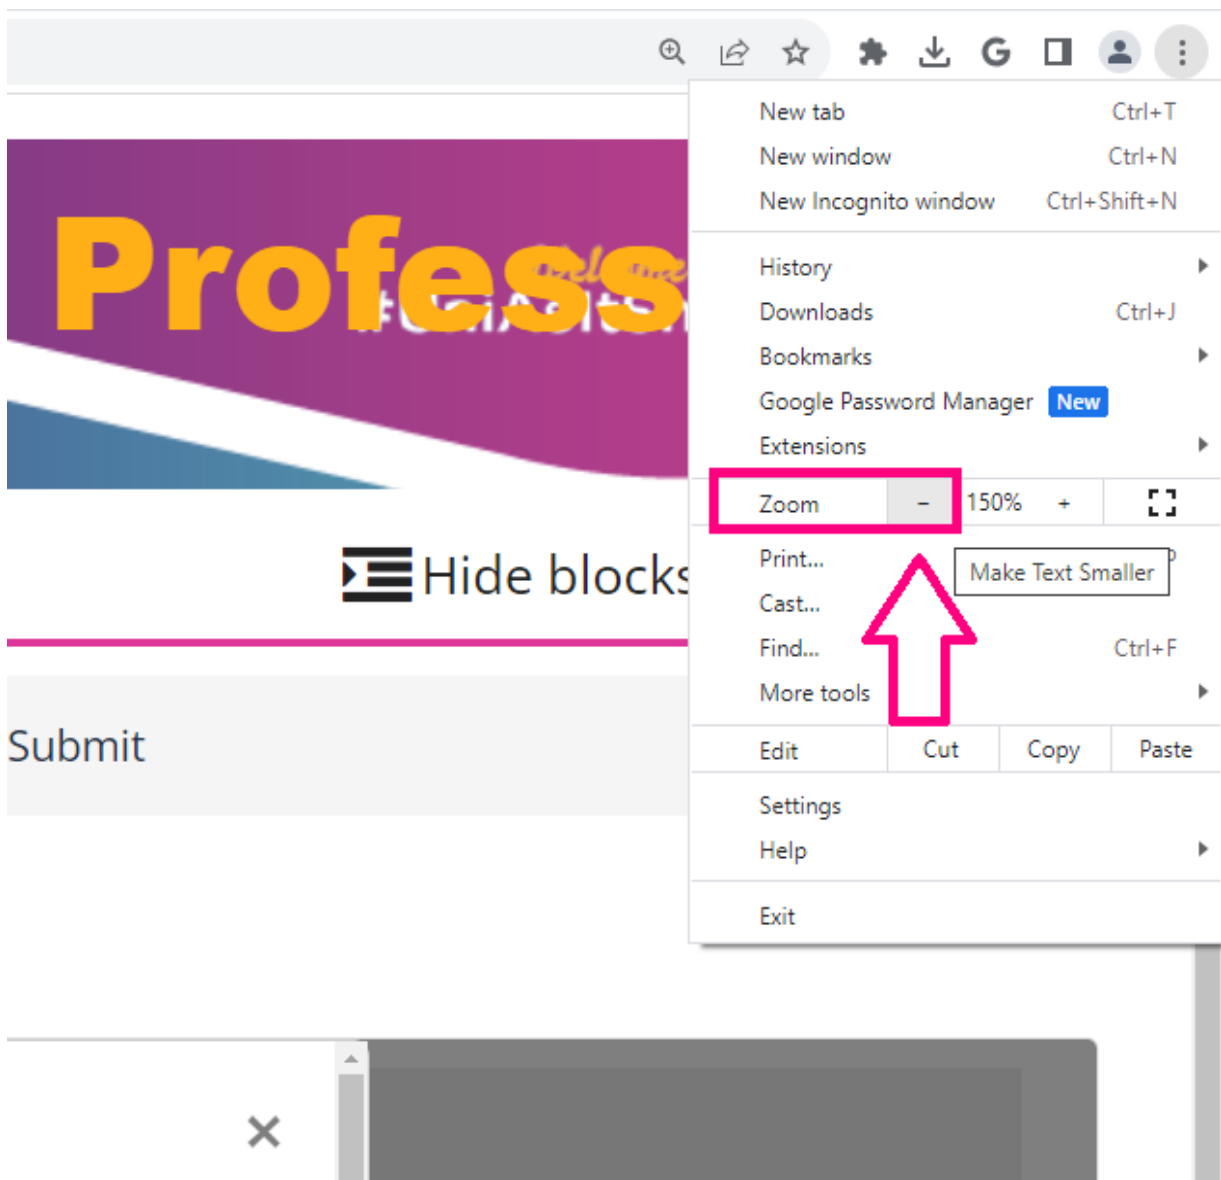 New tab Ctrl+T
New window Ctrl+N
New Incognito window Ctrl+Shift+N
History
Downloads Ctrl+J
Bookmarks
Google Password Manager New
Extensions
Zoom - 150% +
Print...
Make Text Smaller
Cast...
Find... Ctrl+F
More tools
Edit Cut Copy Paste
Settings
Help
Exit
Profess
Hide blocks
Submit